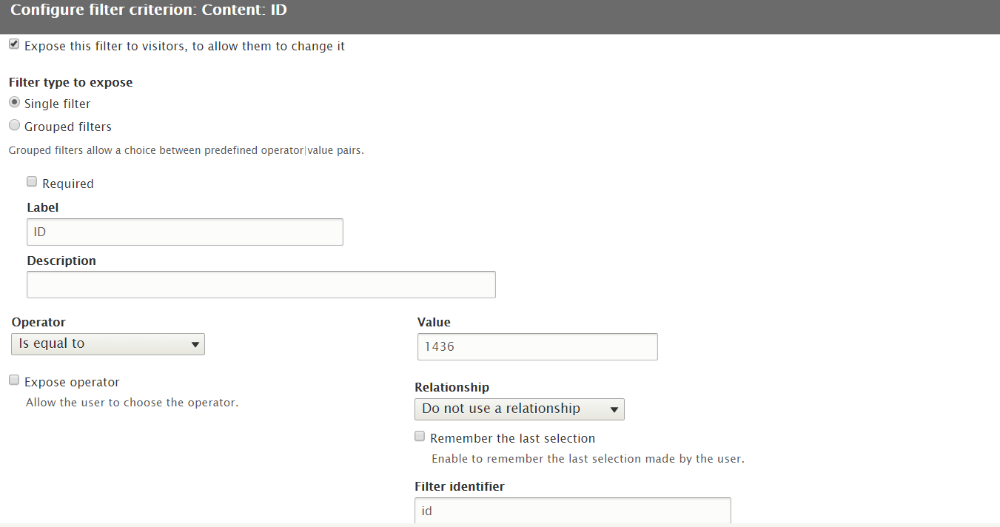 Configure filter criterion: Content: ID
Expose this filter to visitors, to allow them to change it
Filter type to expose
Single filter
Grouped filters
Grouped filters allow a choice between predefined operator|value pairs.
Required
Label
ID
Description
Operator
Is equal to
Expose operator
Allow the user to choose the operator.
Value
1436
Relationship
Do not use a relationship
Remember the last selection
Enable to remember the last selection made by the user.
Filter identifier
id